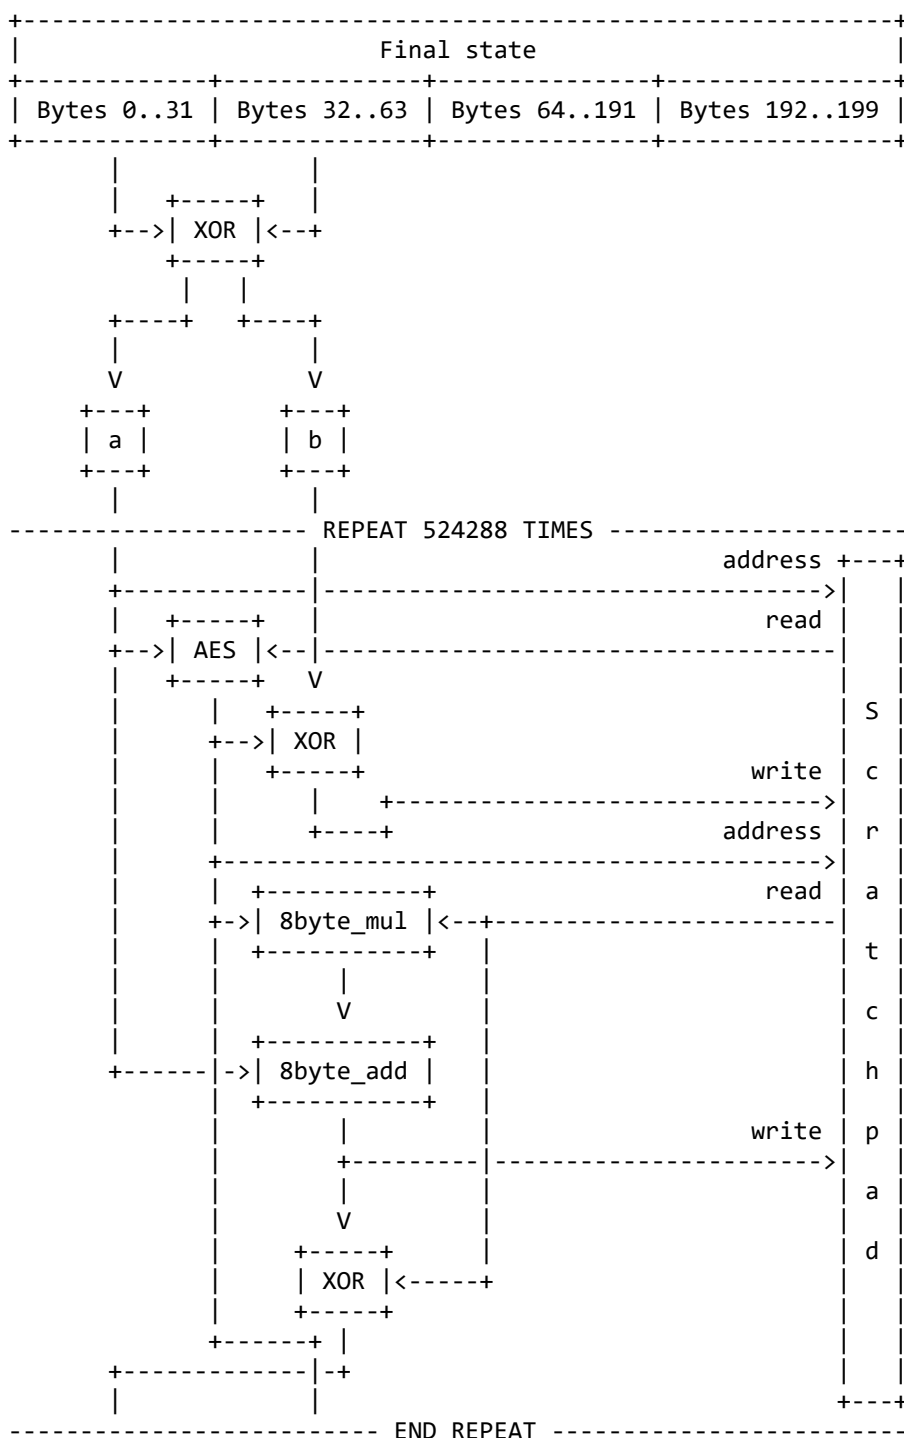 Final state
Bytes 0..31 Bytes 32..63 Bytes 64..191 Bytes 192..199
XOR
a b
REPEAT 524288 TIMES
address
read
AES
XOR
write
address
read
8byte_mul
8byte_add
write
XOR
Scratchpad
END REPEAT